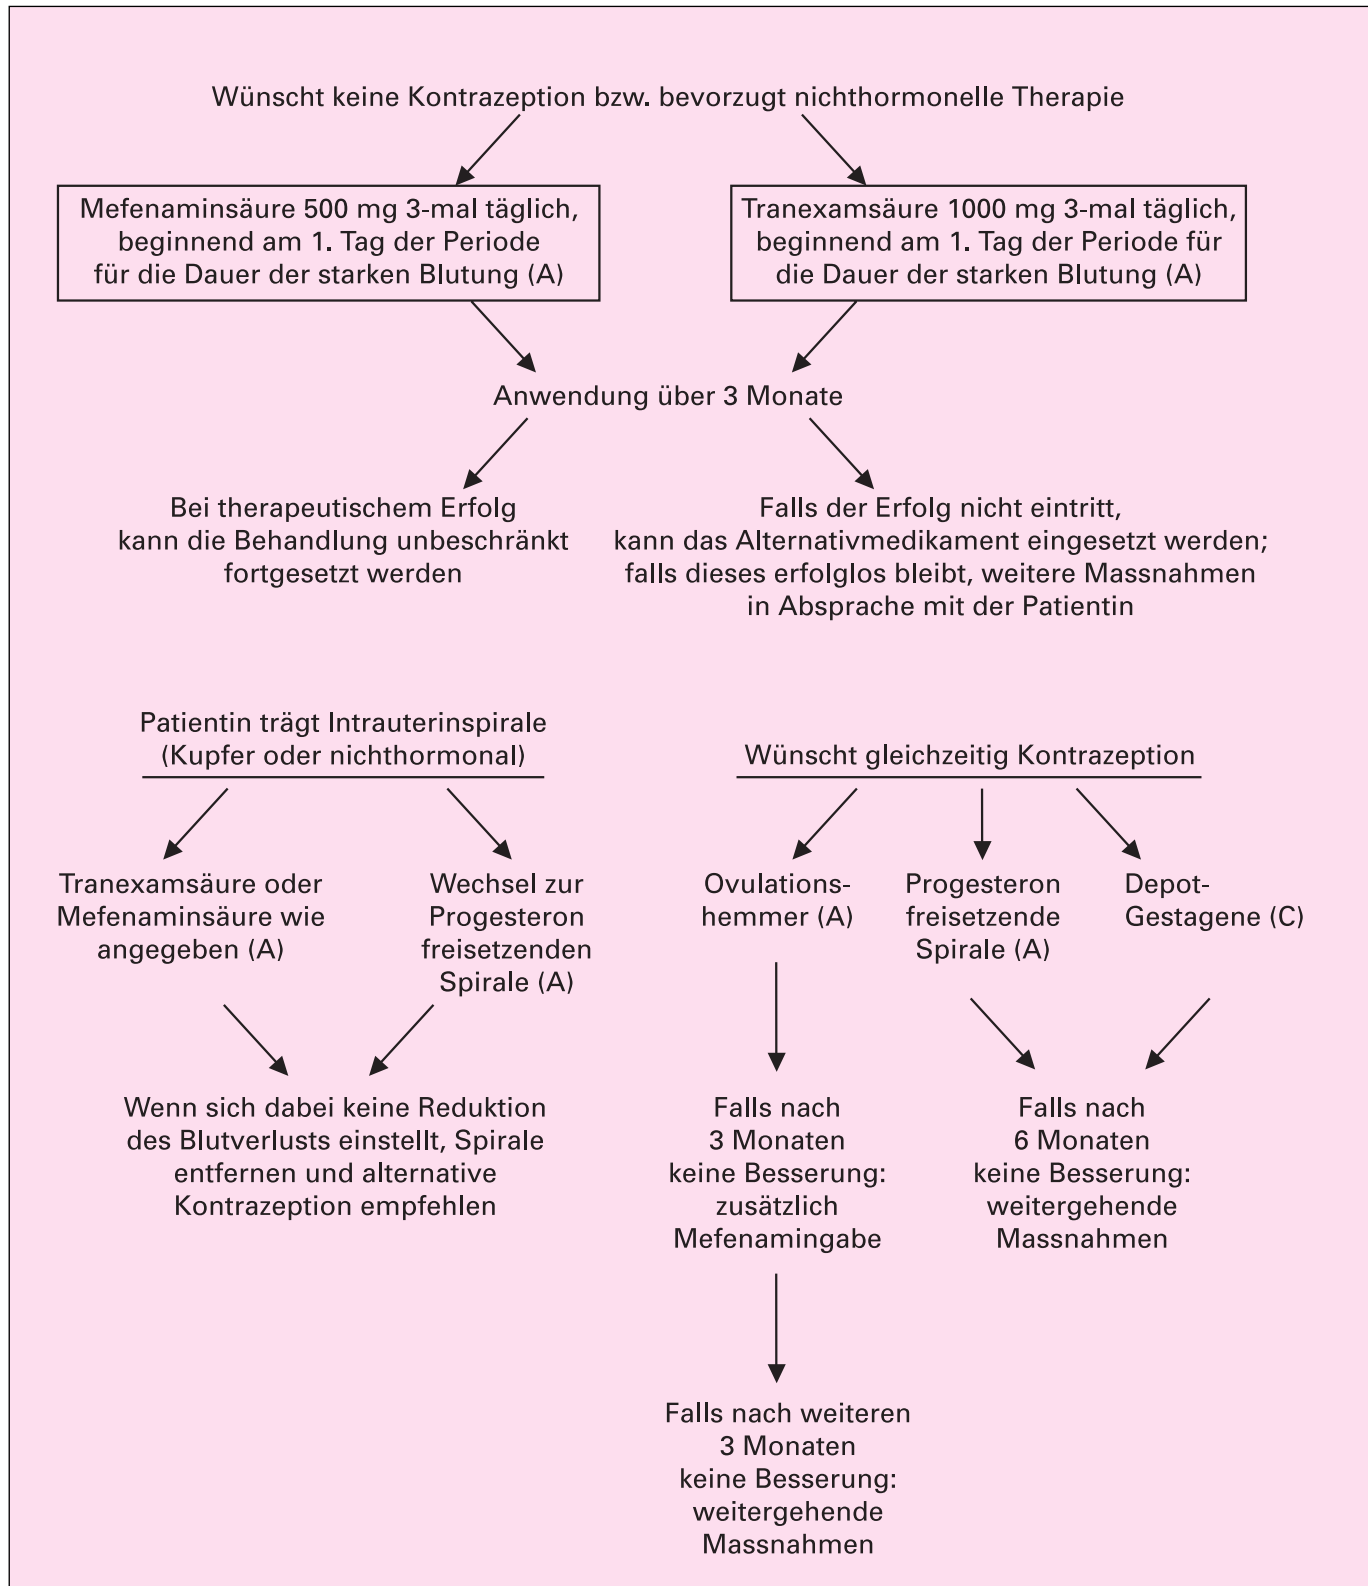 Wünscht keine Kontrazeption bzw. bevorzugt nichthormonelle Therapie
Mefenaminsäure 500 mg 3-mal täglich,
beginnend am 1. Tag der Periode
für die Dauer der starken Blutung (A)
Tranexamsäure 1000 mg 3-mal täglich,
beginnend am 1. Tag der Periode für
die Dauer der starken Blutung (A)
Anwendung über 3 Monate
Bei therapeutischem Erfolg
kann die Behandlung unbeschränkt
fortgesetzt werden
Falls der Erfolg nicht eintritt,
kann das Alternativmedikament eingesetzt werden;
falls dieses erfolglos bleibt, weitere Massnahmen
in Absprache mit der Patientin
Patientin trägt Intrauterinspirale
(Kupfer oder nichthormonal)
Tranexamsäure oder
Mefenaminsäure wie
angegeben (A)
Wechsel zur
Progesteron
freisetzenden
Spirale (A)
Wenn sich dabei keine Reduktion
des Blutverlusts einstellt, Spirale
entfernen und alternative
Kontrazeption empfehlen
Wünscht gleichzeitig Kontrazeption
Ovulations-
hemmer (A)
Progesteron
freisetzende
Spirale (A)
Depot-
Gestagene (C)
Falls nach
3 Monaten
keine Besserung:
zusätzlich
Mefenamingabe
Falls nach
6 Monaten
keine Besserung:
weitergehende
Massnahmen
Falls nach weiteren
3 Monaten
keine Besserung:
weitergehende
Massnahmen